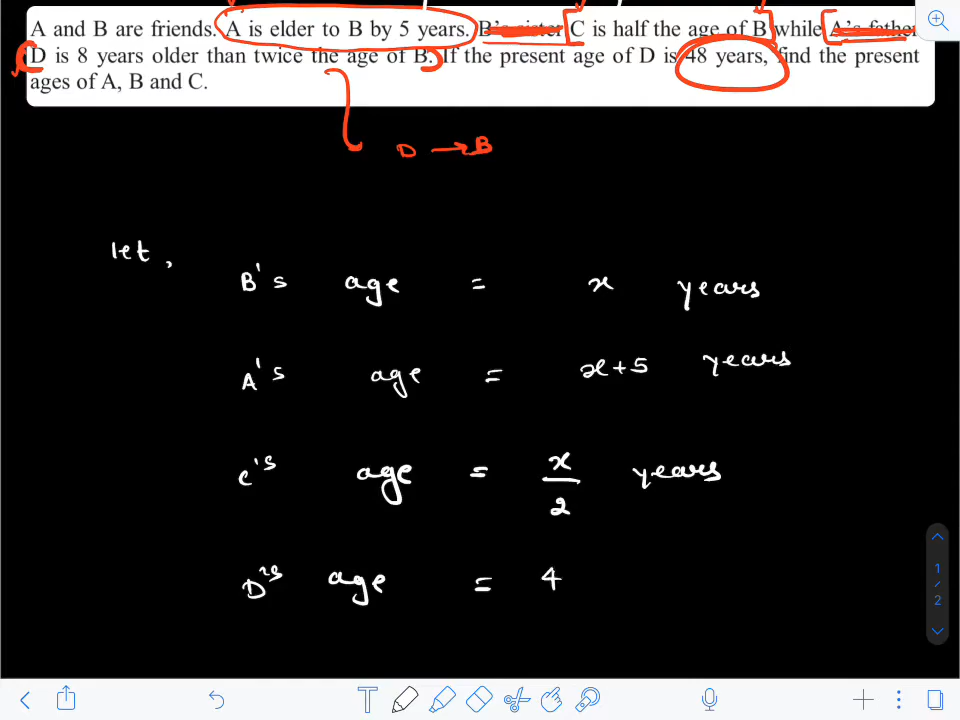 A and B are friends. A is elder to B by 5 years. B's sister C is half the age of B while A's father
D is 8 years older than twice the age of B. If the present age of D is 48 years, find the present
ages of A, B and C.
D → B
let,
B's age = x years
A's age = x+5 years
c's age = x/2 years
D's age = 4
1
/
2
T